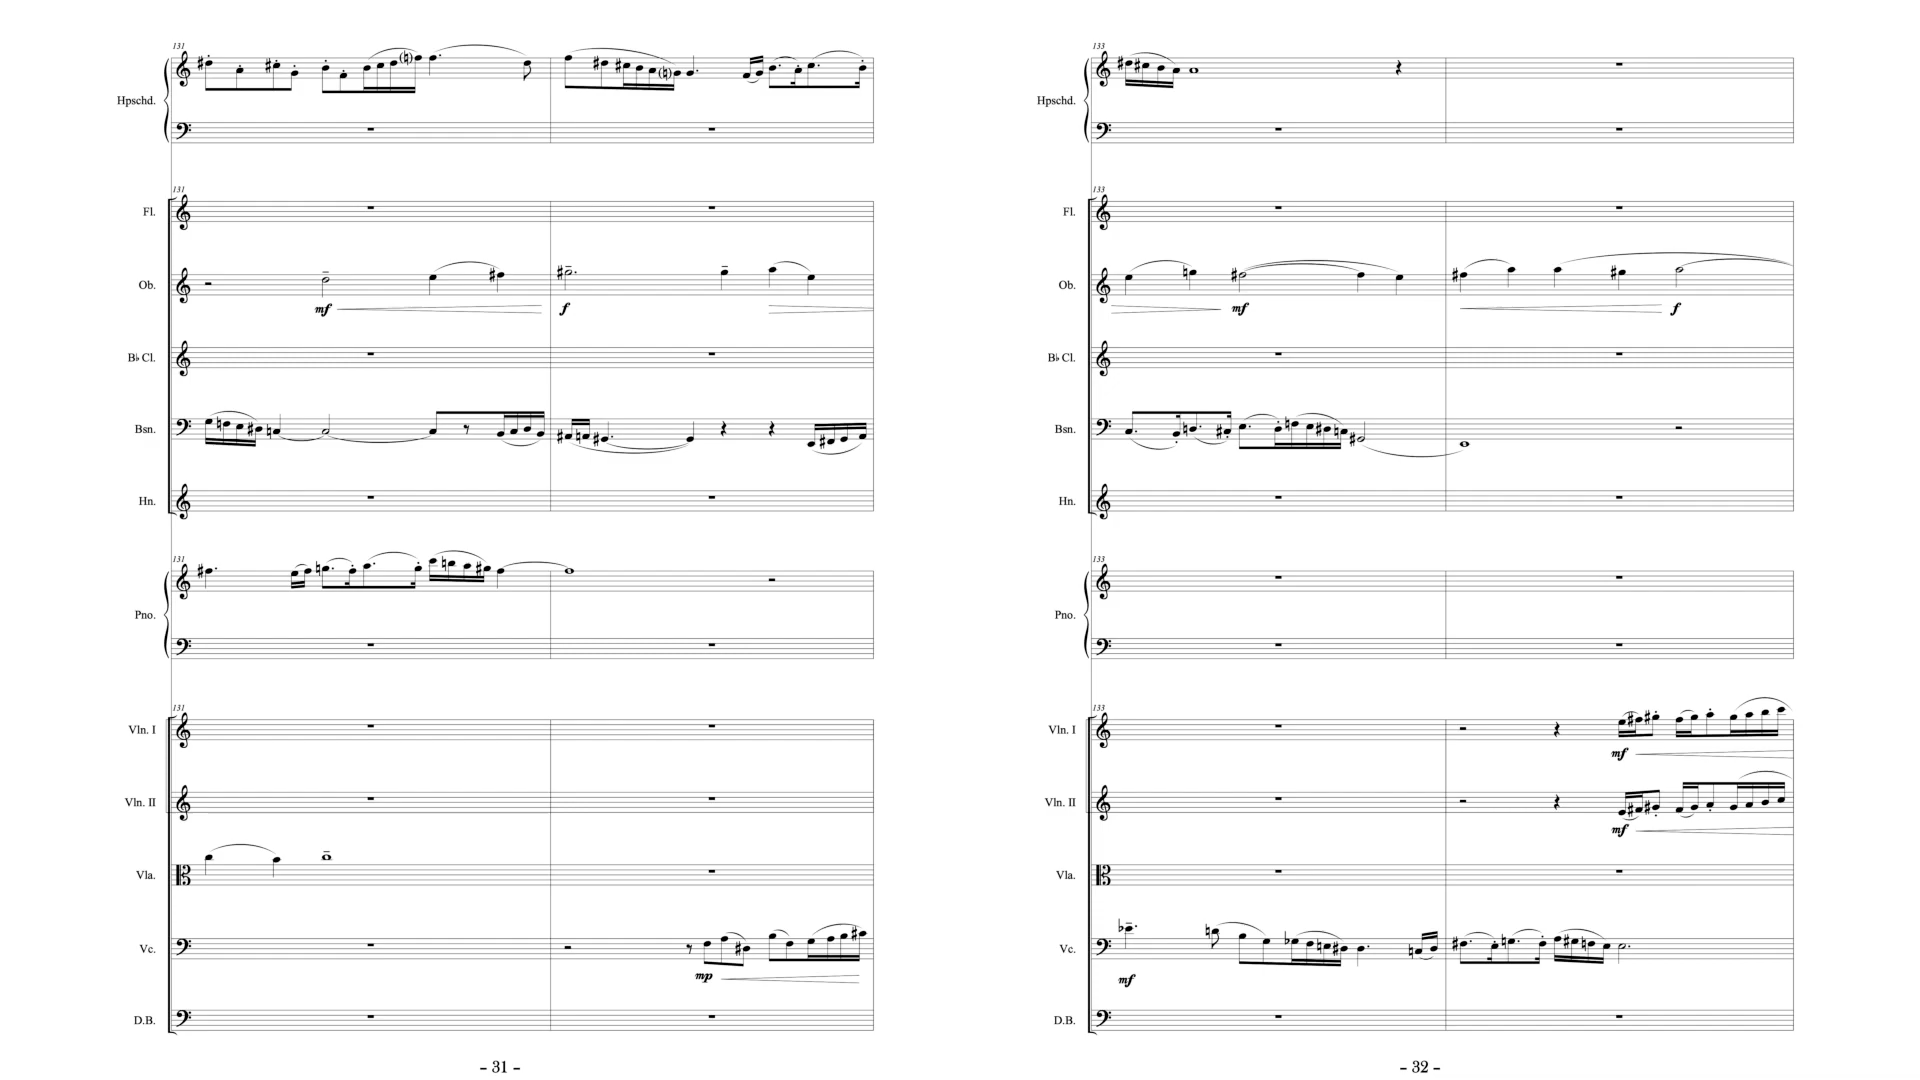 131
Hpschd.
131
Fl.
Ob.
mf
f
B♭ Cl.
Bsn.
Hn.
131
Pno.
131
Vln. I
Vln. II
Vla.
Vc.
mp
D.B.
- 31 -
133
Hpschd.
133
Fl.
Ob.
mf
f
B♭ Cl.
Bsn.
Hn.
133
Pno.
133
Vln. I
mf
Vln. II
mf
Vla.
Vc.
mf
D.B.
- 32 -